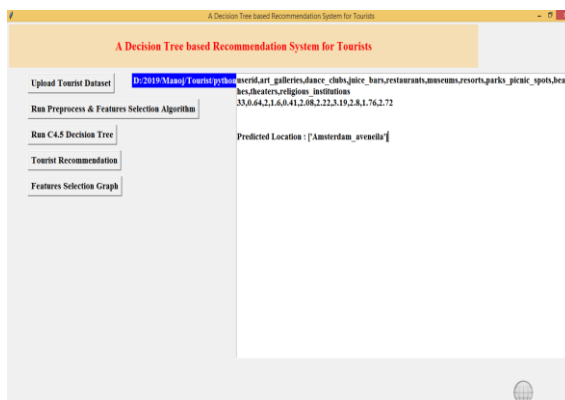 A Decision Tree based Recommendation System for Tourists
A Decision Tree based Recommendation System for Tourists
Upload Tourist Dataset
D:/2019/Manoj/Tourist/python
Run Preprocess & Features Selection Algorithm
Run C4.5 Decision Tree
Tourist Recommendation
Features Selection Graph
userid,art_galleries,dance_clubs,juice_bars,restaurants,museums,resorts,parks_picnic_spots,bea
hes,theaters,religious_institutions
33,0.64,2,1.6,0.41,2.08,2.22,3.19,2.8,1.76,2.72
Predicted Location : ['Amsterdam_aveneila']